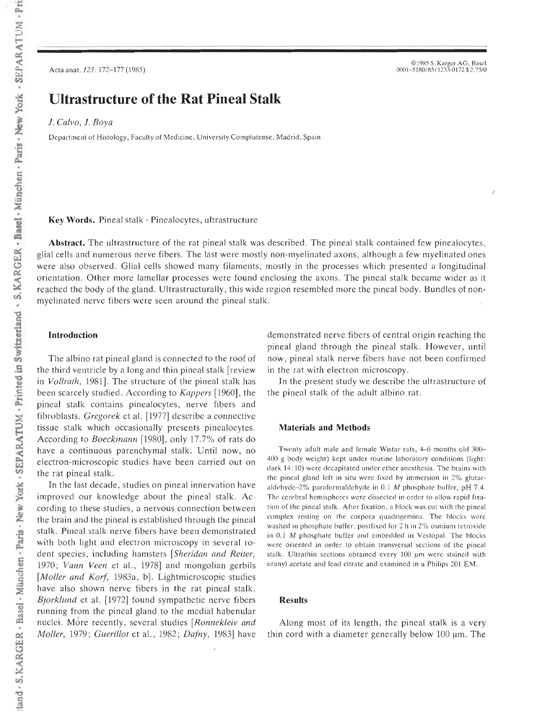 rland · S. KARGER · Basel · München · Paris · New York · SEPARATUM · Printed in Switzerland · S. KARGER · Basel · München · Paris · New York · SEPARATUM · Pri
Acta anat. 123: 172–177 (1985)
©1985 S. Karger AG, Basel
0001–5180/85/1233-0172$2.75/0
Ultrastructure of the Rat Pineal Stalk
J. Calvo, J. Boya
Department of Histology, Faculty of Medicine, University Complutense, Madrid, Spain
Key Words. Pineal stalk · Pinealocytes, ultrastructure
Abstract. The ultrastructure of the rat pineal stalk was described. The pineal stalk contained few pinealocytes,
glial cells and numerous nerve fibers. The last were mostly non-myelinated axons, although a few myelinated ones
were also observed. Glial cells showed many filaments, mostly in the processes which presented a longitudinal
orientation. Other more lamellar processes were found enclosing the axons. The pineal stalk became wider as it
reached the body of the gland. Ultrastructurally, this wide region resembled more the pineal body. Bundles of non-
myelinated nerve fibers were seen around the pineal stalk.
Introduction
The albino rat pineal gland is connected to the roof of
the third ventricle by a long and thin pineal stalk [review
in Vollrath, 1981]. The structure of the pineal stalk has
been scarcely studied. According to Kappers [1960], the
pineal stalk contains pinealocytes, nerve fibers and
fibroblasts. Gregorek et al. [1977] describe a connective
tissue stalk which occasionally presents pinealocytes.
According to Boeckmann [1980], only 17.7% of rats do
have a continuous parenchymal stalk. Until now, no
electron-microscopic studies have been carried out on
the rat pineal stalk.
In the last decade, studies on pineal innervation have
improved our knowledge about the pineal stalk. Ac-
cording to these studies, a nervous connection between
the brain and the pineal is established through the pineal
stalk. Pineal stalk nerve fibers have been demonstrated
with both light and electron microscopy in several ro-
dent species, including hamsters [Sheridan and Reiter,
1970; Vann Veen et al., 1978] and mongolian gerbils
[Moller and Korf, 1983a, b]. Lightmicroscopic studies
have also shown nerve fibers in the rat pineal stalk.
Bjorklund et al. [1972] found sympathetic nerve fibers
running from the pineal gland to the medial habenular
nuclei. More recently, several studies [Ronnekleiv and
Moller, 1979; Guerillot et al., 1982; Dafny, 1983] have
demonstrated nerve fibers of central origin reaching the
pineal gland through the pineal stalk. However, until
now, pineal stalk nerve fibers have not been confirmed
in the rat with electron microscopy.
In the present study we describe the ultrastructure of
the pineal stalk of the adult albino rat.
Materials and Methods
Twenty adult male and female Wistar rats, 4–6 months old 300–
400 g body weight) kept under routine laboratory conditions (light:
dark 14:10) were decapitated under ether anesthesia. The brains with
the pineal gland left in situ were fixed by immersion in 2% glutar-
aldehyde–2% paraformaldehyde in 0.1 M phosphate buffer, pH 7.4.
The cerebral hemispheres were dissected in order to allow rapid fixa-
tion of the pineal stalk. After fixation, a block was cut with the pineal
complex resting on the corpora quadrigemina. The blocks were
washed in phosphate buffer, postfixed for 2 h in 2% osmium tetroxide
in 0.1 M phosphate buffer and embedded in Vestopal. The blocks
were oriented in order to obtain transversal sections of the pineal
stalk. Ultrathin sections obtained every 100 μm were stained with
uranyl acetate and lead citrate and examined in a Philips 201 EM.
Results
Along most of its length, the pineal stalk is a very
thin cord with a diameter generally below 100 μm. The